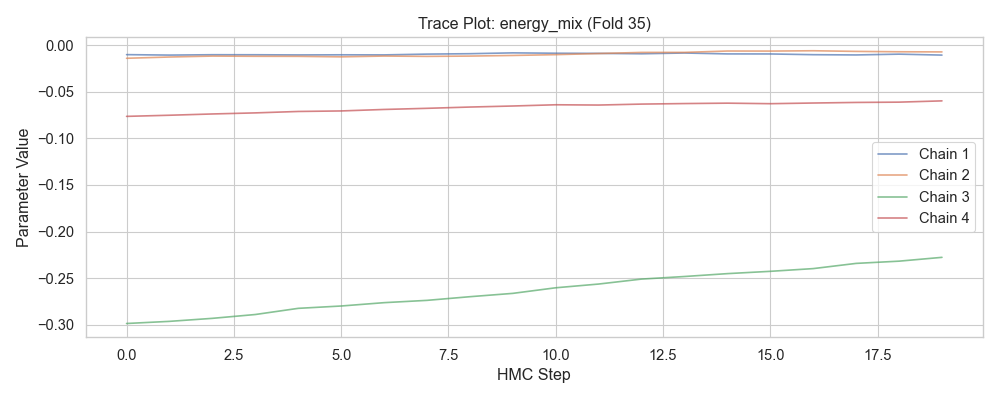 Trace Plot: energy_mix (Fold 35)
Parameter Value
0.00
−0.05
−0.10
−0.15
−0.20
−0.25
−0.30
Chain 1
Chain 2
Chain 3
Chain 4
0.0 2.5 5.0 7.5 10.0 12.5 15.0 17.5
HMC Step